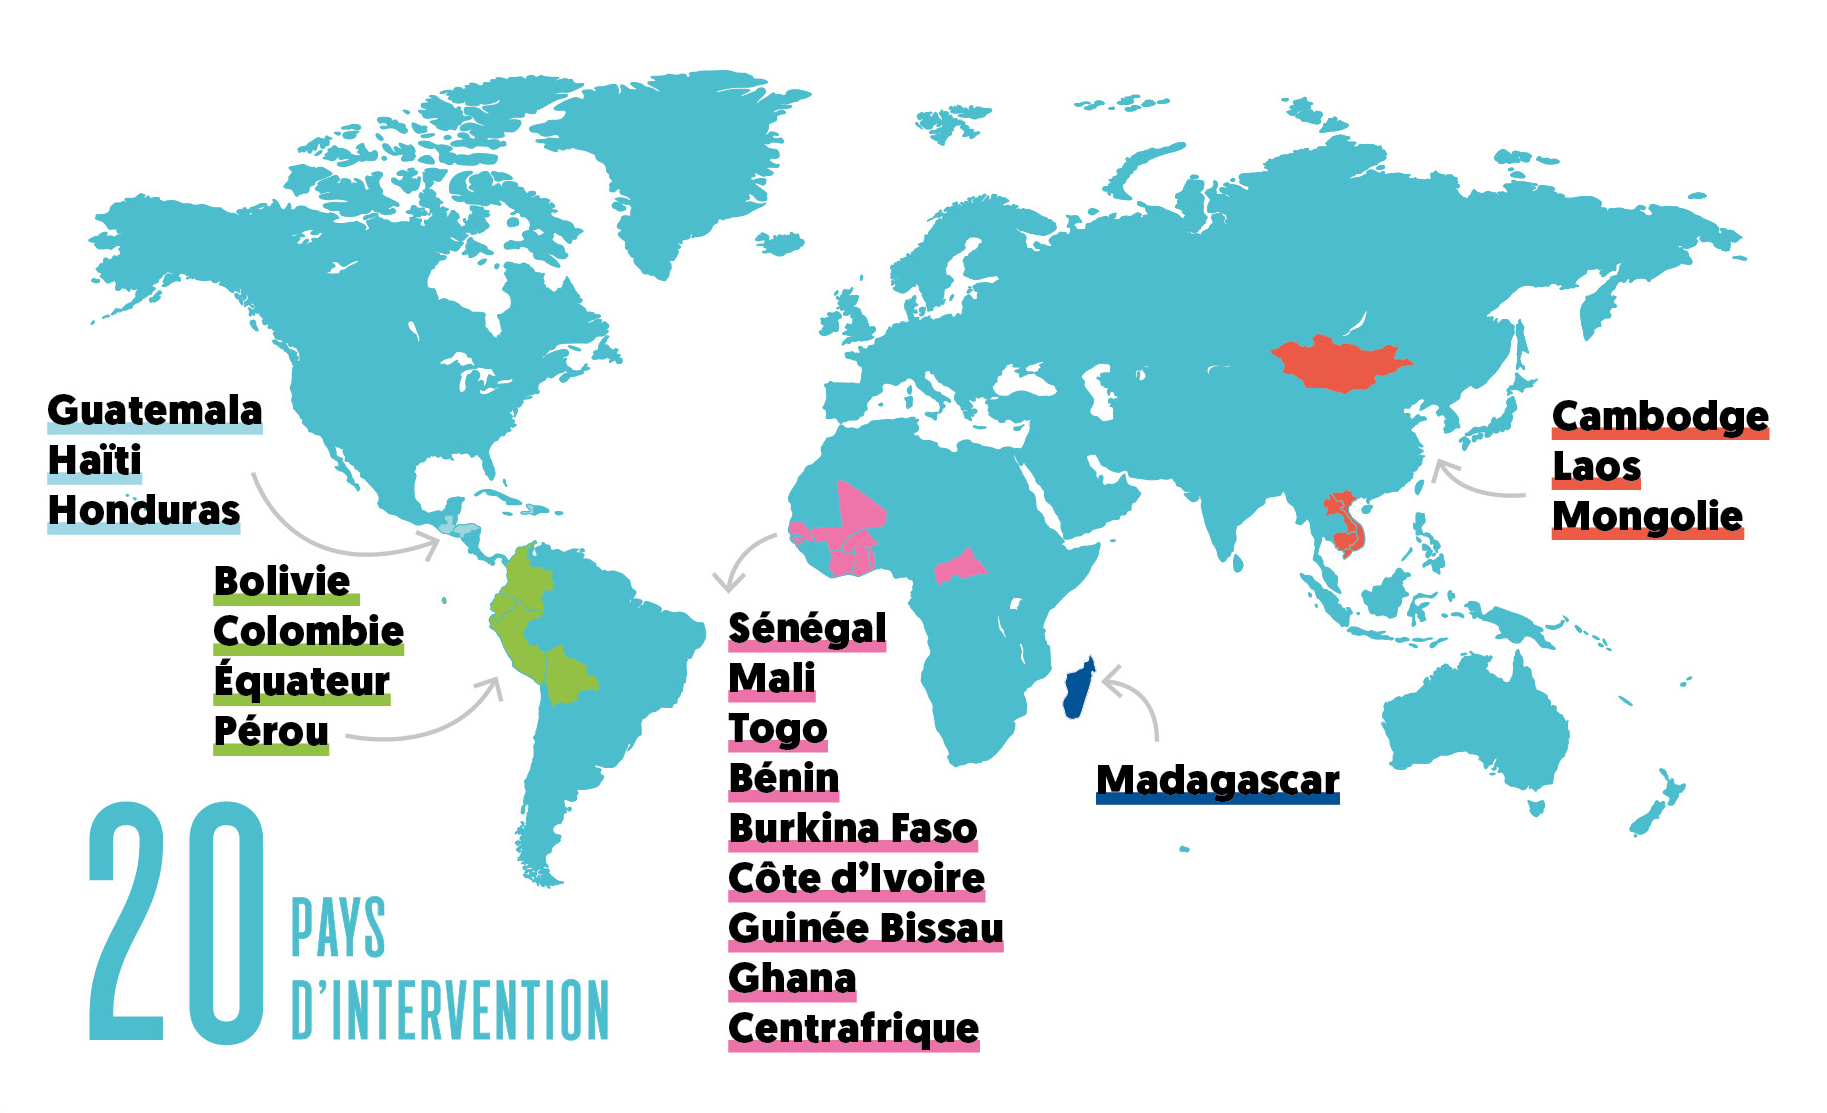 Guatemala
Haïti
Honduras
Bolivie
Colombie
Équateur
Pérou
20
PAYS
D'INTERVENTION
Sénégal
Mali
Togo
Bénin
Burkina Faso
Côte d’Ivoire
Guinée Bissau
Ghana
Centrafrique
Madagascar
Cambodge
Laos
Mongolie